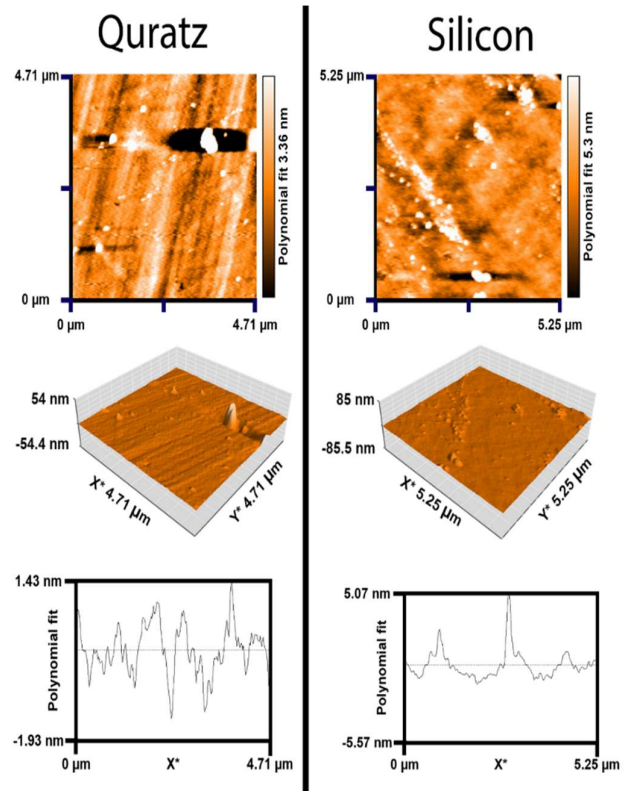 Quratz
4.71 µm
0 µm
0 µm
4.71 µm
Polynomial fit 3.36 nm
54 nm
-54.4 nm
X* 4.71 µm
Y* 4.71 µm
1.43 nm
Polynomial fit
-1.93 nm
0 µm
X*
4.71 µm
Silicon
5.25 µm
0 µm
0 µm
5.25 µm
Polynomial fit 5.3 nm
85 nm
-85.5 nm
X* 5.25 µm
Y* 5.25 µm
5.07 nm
Polynomial fit
-5.57 nm
0 µm
X*
5.25 µm